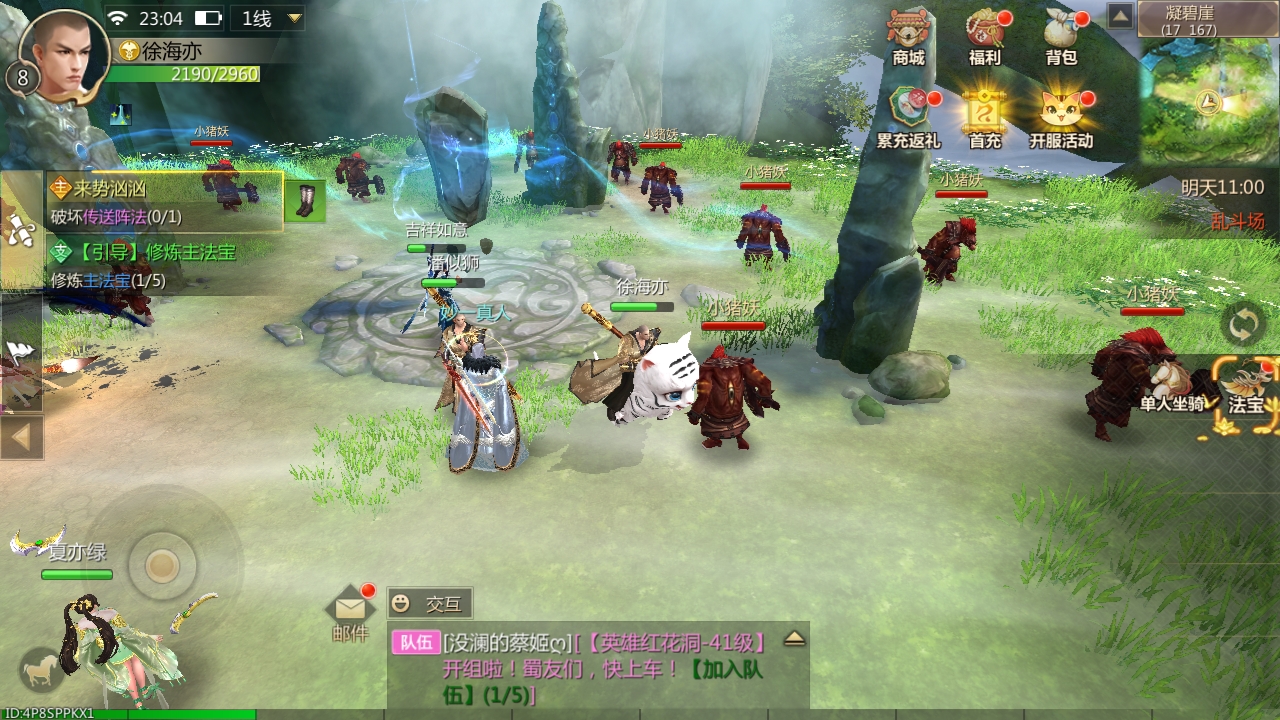 23:04 1线
8
徐海亦
2190/2960
商城 福利 背包
累充返礼 首充 开服活动
凝碧崖
(17 167)
明天11:00
乱斗场
主 来势汹汹
破坏传送阵法(0/1)
支 【引导】修炼主法宝
修炼主法宝(1/5)
小猪妖
小猪妖
小猪妖
小猪妖
吉祥如意
潘似狮
妙一真人
徐海亦
小猪妖
小猪妖
单人坐骑 法宝
夏亦绿
邮件
交互
队伍 [没澜的蔡姬ღ][【英雄红花洞-41级】
开组啦！蜀友们，快上车！【加入队
伍】(1/5)]
ID:4P8SPPKX1